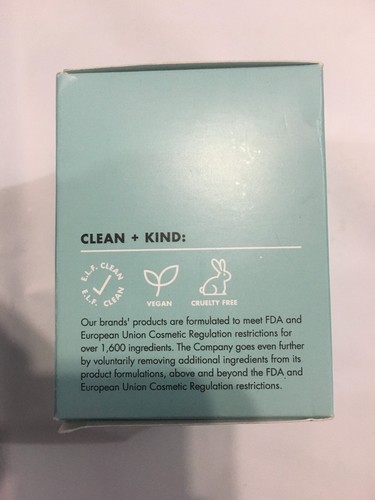 CLEAN + KIND:
E.L.F. CLEAN
E.L.F. CLEAN
VEGAN
CRUELTY FREE
Our brands' products are formulated to meet FDA and
European Union Cosmetic Regulation restrictions for
over 1,600 ingredients. The Company goes even further
by voluntarily removing additional ingredients from its
product formulations, above and beyond the FDA and
European Union Cosmetic Regulation restrictions.